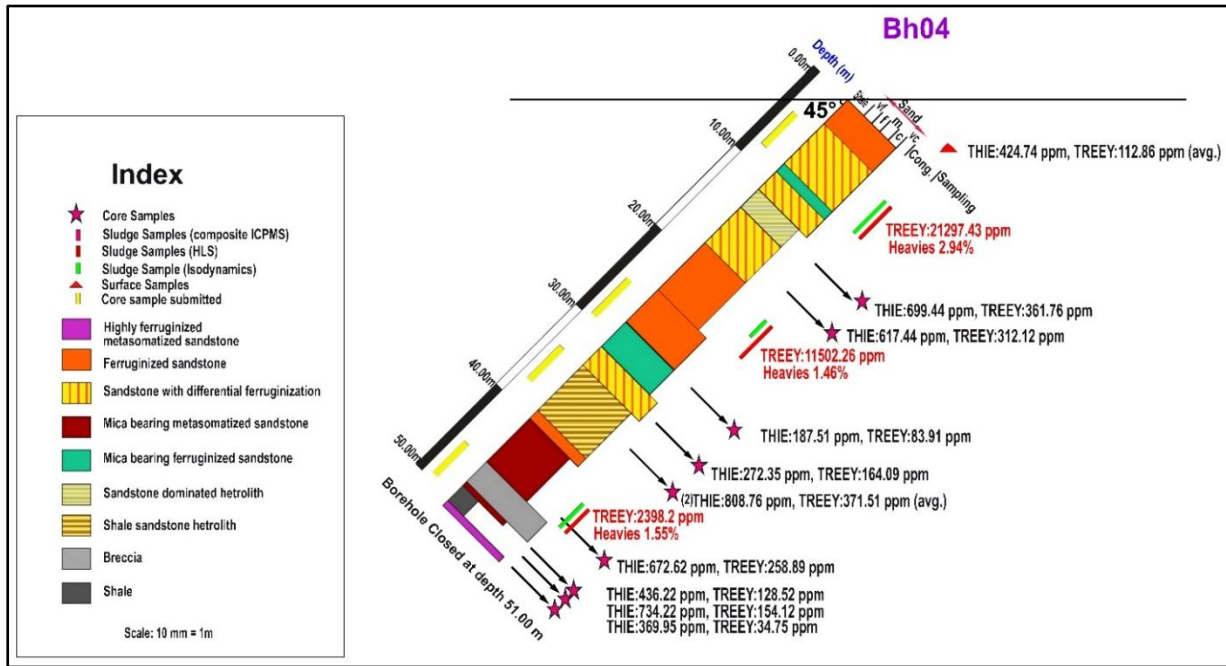 Bh04
Depth (m)
0.00m
10.00m
20.00m
30.00m
40.00m
50.00m
45°
vf
f
m
c
vc
Sand
Cong.
Sampling
THIE:424.74 ppm, TREEY:112.86 ppm (avg.)
TREEY:21297.43 ppm
Heavies 2.94%
THIE:699.44 ppm, TREEY:361.76 ppm
THIE:617.44 ppm, TREEY:312.12 ppm
TREEY:11502.26 ppm
Heavies 1.46%
THIE:187.51 ppm, TREEY:83.91 ppm
THIE:272.35 ppm, TREEY:164.09 ppm
(2)THIE:808.76 ppm, TREEY:371.51 ppm (avg.)
TREEY:2398.2 ppm
Heavies 1.55%
THIE:672.62 ppm, TREEY:258.89 ppm
THIE:436.22 ppm, TREEY:128.52 ppm
THIE:734.22 ppm, TREEY:154.12 ppm
THIE:369.95 ppm, TREEY:34.75 ppm
Borehole Closed at depth 51.00 m
Index
Core Samples
Sludge Samples (composite ICPMS)
Sludge Samples (HLS)
Sludge Sample (Isodynamics)
Surface Samples
Core sample submitted
Highly ferruginized
metasomatized sandstone
Ferruginized sandstone
Sandstone with differential ferruginization
Mica bearing metasomatized sandstone
Mica bearing ferruginized sandstone
Sandstone dominated hetrolith
Shale sandstone hetrolith
Breccia
Shale
Scale: 10 mm = 1m